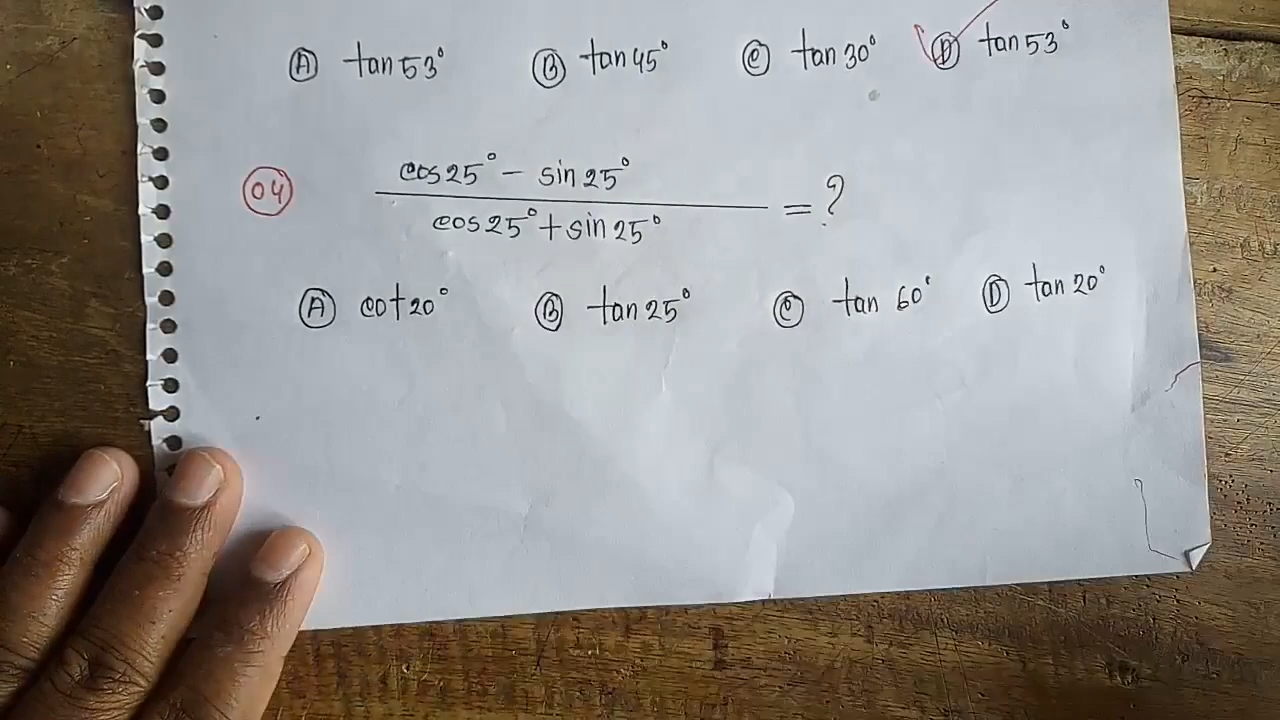 Ⓐ tan 53° Ⓑ tan 45° Ⓒ tan 30° Ⓓ tan 53°
04 cos 25° - sin 25° / cos 25° + sin 25° = ?
Ⓐ cot 20° Ⓑ tan 25° Ⓒ tan 60° Ⓓ tan 20°